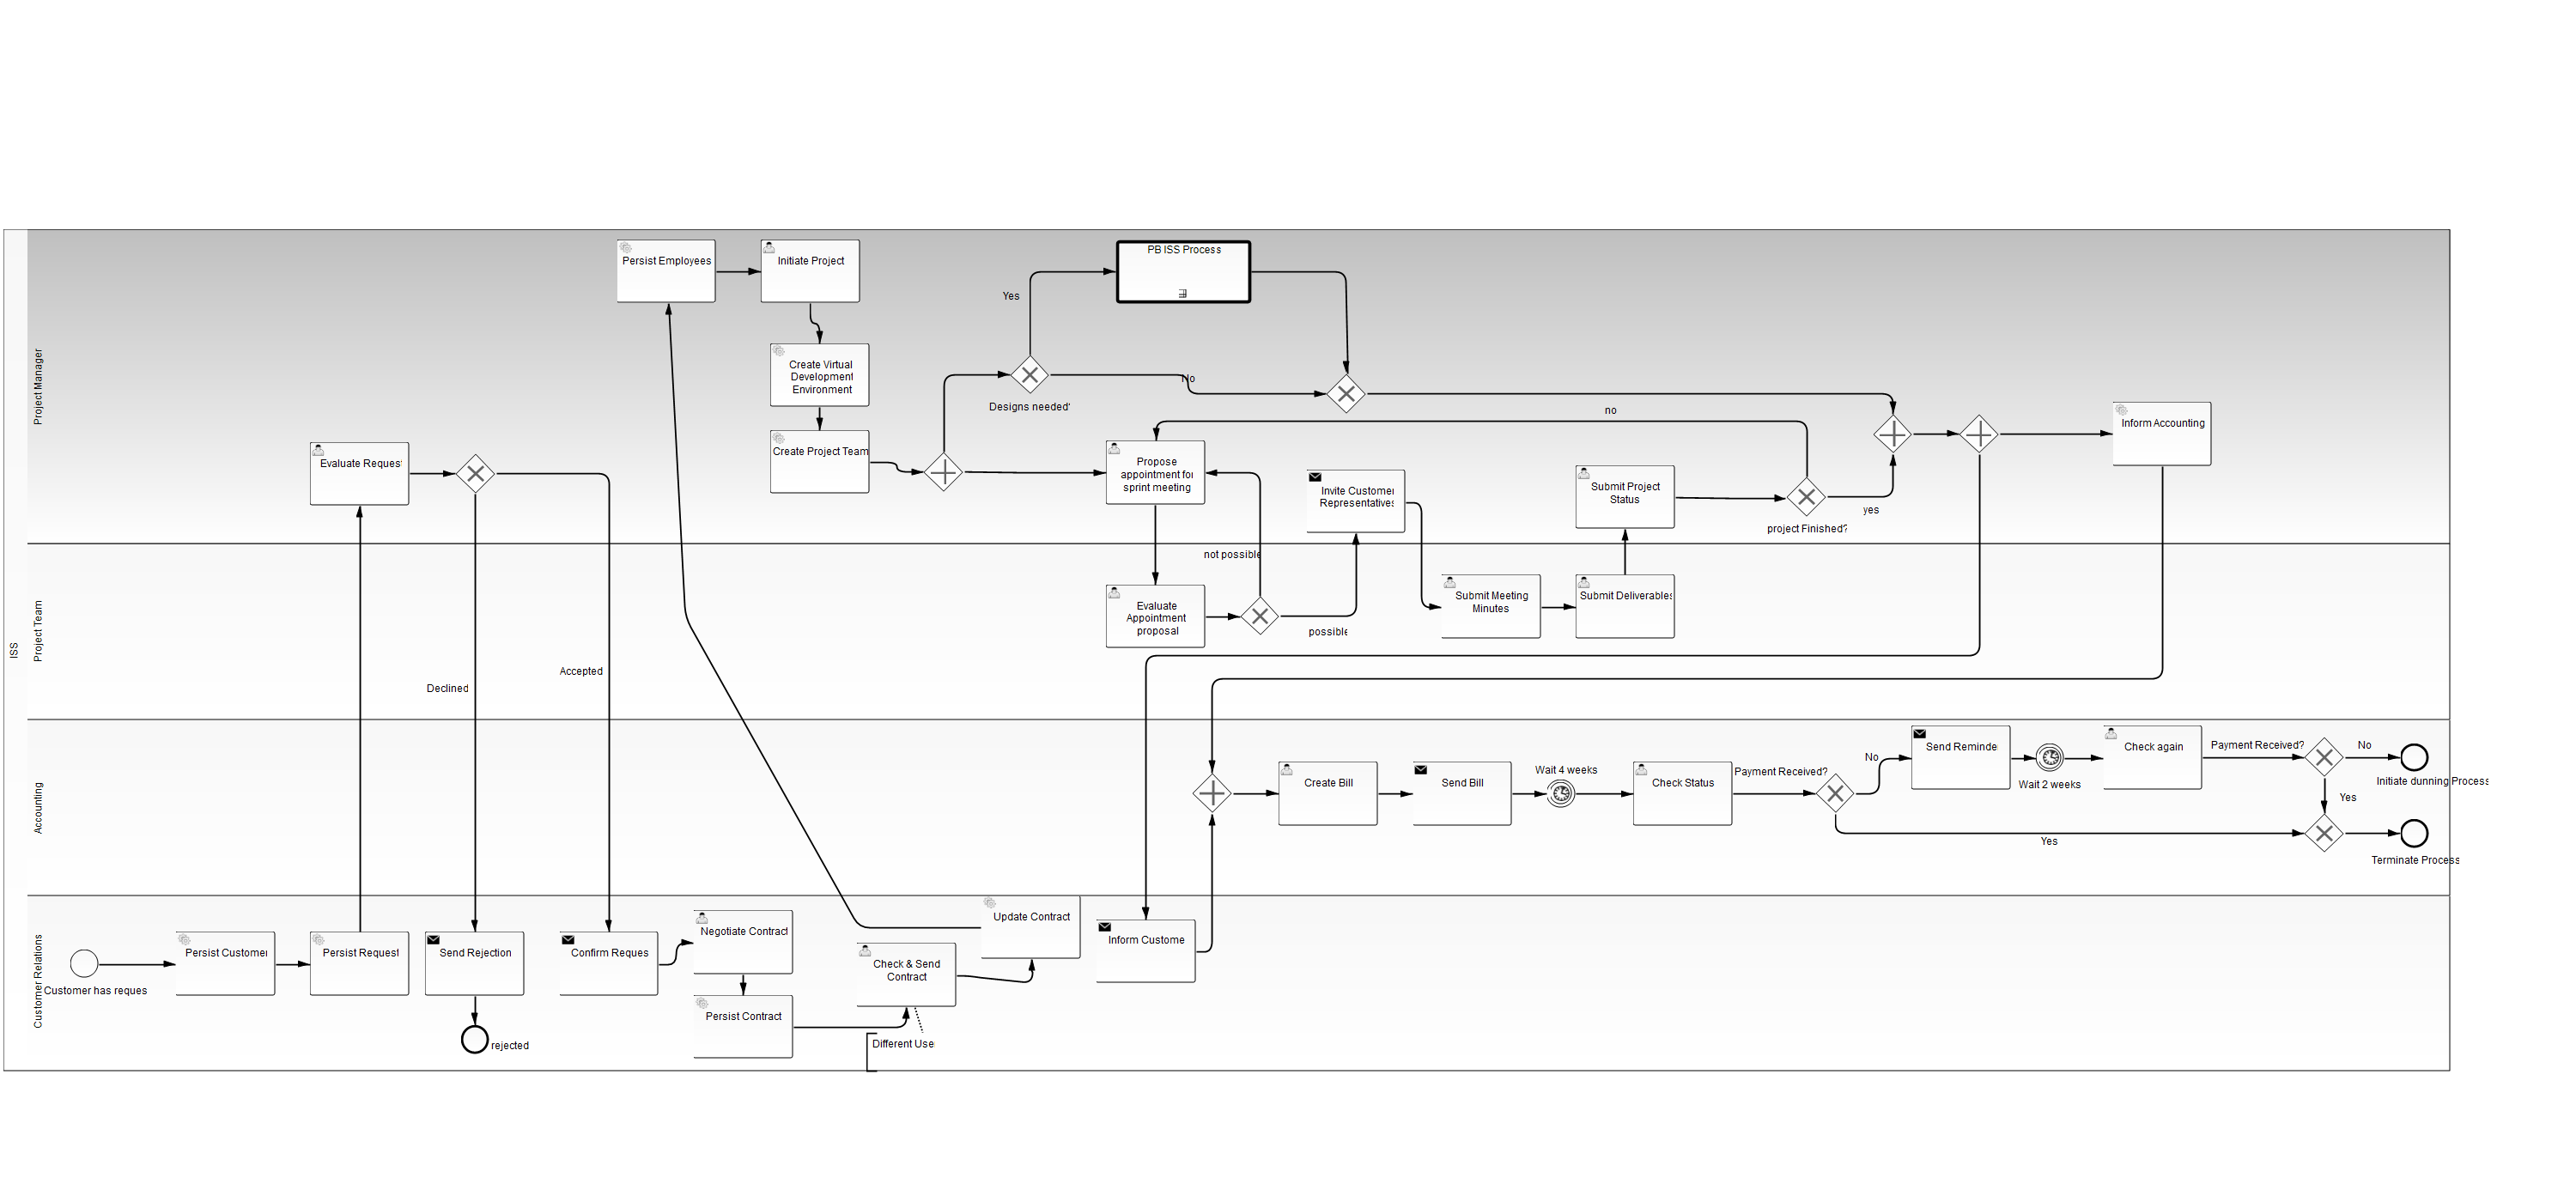 ISS
Project Manager
Persist Employees
Initiate Project
PB ISS Process
Yes
Create Virtual
Development
Environment
No
Designs needed?
no
Inform Accounting
Evaluate Request
Create Project Team
Propose
appointment for
sprint meeting
Invite Customer
Representatives
Submit Project
Status
yes
project Finished?
Project Team
not possible
Evaluate
Appointment
proposal
possible
Submit Meeting
Minutes
Submit Deliverables
Accepted
Declined
Accounting
Create Bill
Send Bill
Wait 4 weeks
Check Status
Payment Received?
No
Send Reminde
Wait 2 weeks
Check again
Payment Received?
No
Initiate dunning Process
Yes
Yes
Terminate Process
Customer Relations
Customer has reques
Persist Customer
Persist Request
Send Rejection
rejected
Confirm Reques
Negotiate Contract
Persist Contract
Check & Send
Contract
Different Use
Update Contract
Inform Custome